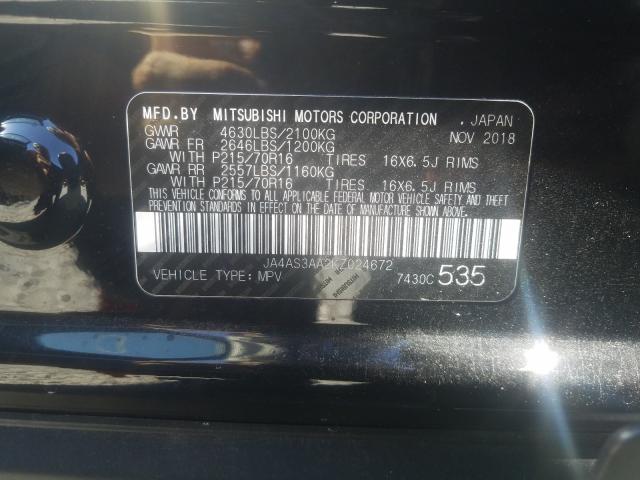 MFD.BY MITSUBISHI MOTORS CORPORATION , JAPAN
GVWR 4630LBS/2100KG NOV 2018
GAWR FR 2646LBS/1200KG
WITH P215/70R16 TIRES 16X6.5J RIMS
GAWR RR 2557LBS/1160KG
WITH P215/70R16 TIRES 16X6.5J RIMS
THIS VEHICLE CONFORMS TO ALL APPLICABLE FEDERAL MOTOR VEHICLE SAFETY AND THEFT
PREVENTION STANDARDS IN EFFECT ON THE DATE OF MANUFACTURE SHOWN ABOVE.
JA4AS3AA2KZ024672
VEHICLE TYPE: MPV 7430C 535